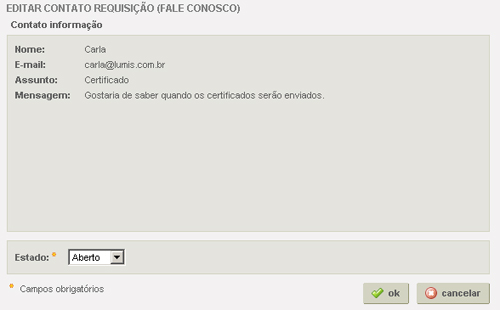 EDITAR CONTATO REQUISIÇÃO (FALE CONOSCO)
Contato informação
Nome: Carla
E-mail: carla@lumis.com.br
Assunto: Certificado
Mensagem: Gostaria de saber quando os certificados serão enviados.
Estado: * Aberto
* Campos obrigatórios
ok cancelar